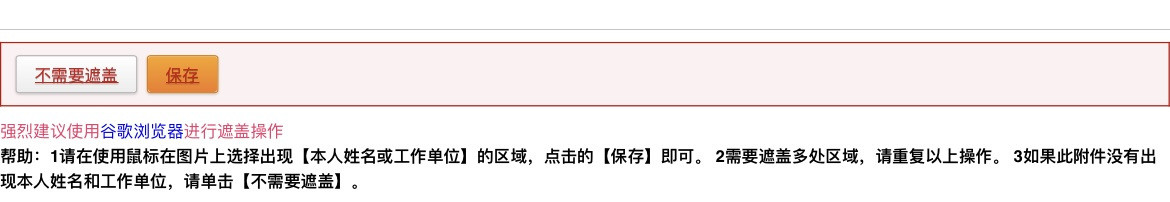 不需要遮盖 保存
强烈建议使用谷歌浏览器进行遮盖操作
帮助：1请在使用鼠标在图片上选择出现【本人姓名或工作单位】的区域，点击的【保存】即可。 2需要遮盖多处区域，请重复以上操作。 3如果此附件没有出
现本人姓名和工作单位，请单击【不需要遮盖】。